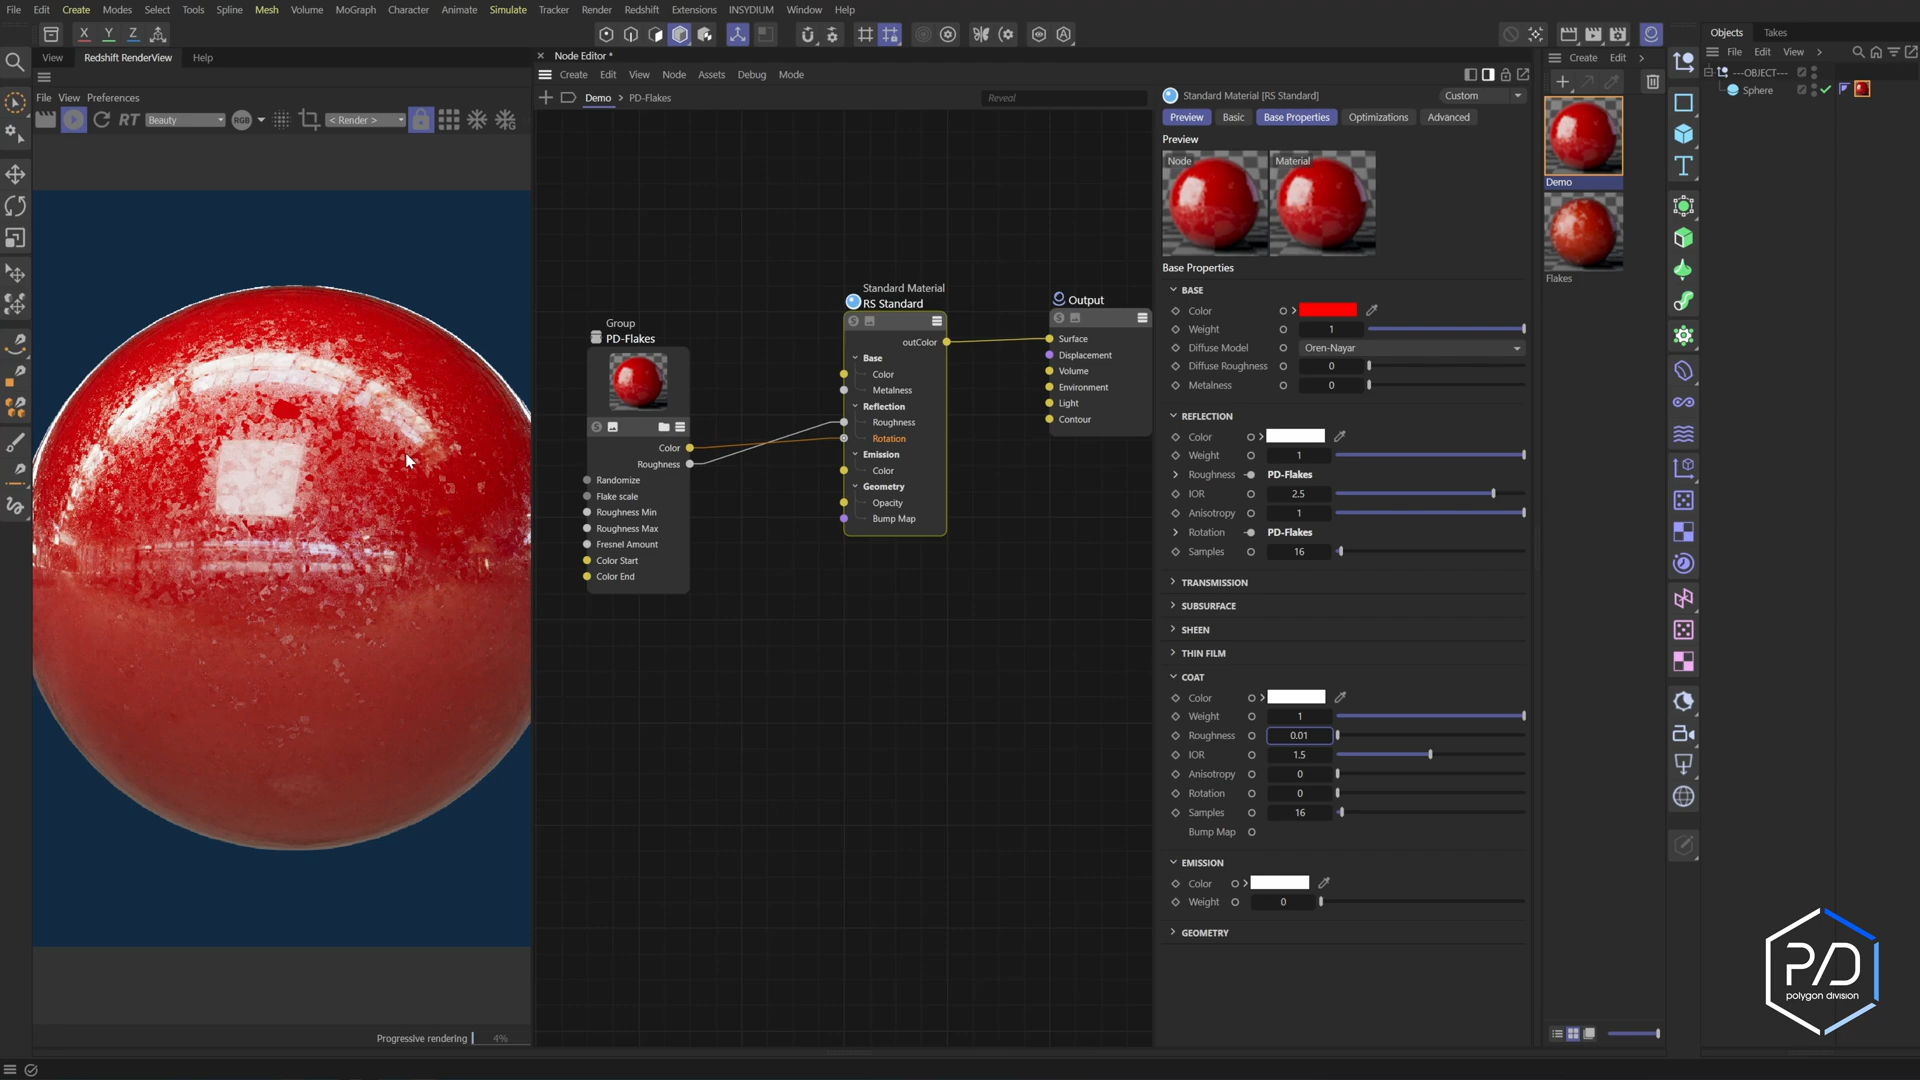 File Edit Create Modes Select Tools Spline Mesh Volume MoGraph Character Animate Simulate Tracker Render Redshift Extensions INSYDIUM Window Help
X Y Z
View Redshift RenderView Help
File View Preferences
RT Beauty RGB < Render >
Progressive rendering 4%
Node Editor *
Create Edit View Node Assets Debug Mode
Demo > PD-Flakes
Reveal
Group
PD-Flakes
Color
Roughness
Randomize
Flake scale
Roughness Min
Roughness Max
Fresnel Amount
Color Start
Color End
Standard Material
RS Standard
outColor
Base
Color
Metalness
Reflection
Roughness
Rotation
Emission
Color
Geometry
Opacity
Bump Map
Output
Surface
Displacement
Volume
Environment
Light
Contour
Standard Material [RS Standard] Custom
Preview Basic Base Properties Optimizations Advanced
Preview
Node Material
Base Properties
BASE
Color
Weight 1
Diffuse Model Oren-Nayar
Diffuse Roughness 0
Metalness 0
REFLECTION
Color
Weight 1
Roughness PD-Flakes
IOR 2.5
Anisotropy 1
Rotation PD-Flakes
Samples 16
TRANSMISSION
SUBSURFACE
SHEEN
THIN FILM
COAT
Color
Weight 1
Roughness 0.01
IOR 1.5
Anisotropy 0
Rotation 0
Samples 16
Bump Map
EMISSION
Color
Weight 0
GEOMETRY
Create Edit
Demo
Flakes
Objects Takes
File Edit View
---OBJECT---
Sphere
P/D
polygon division